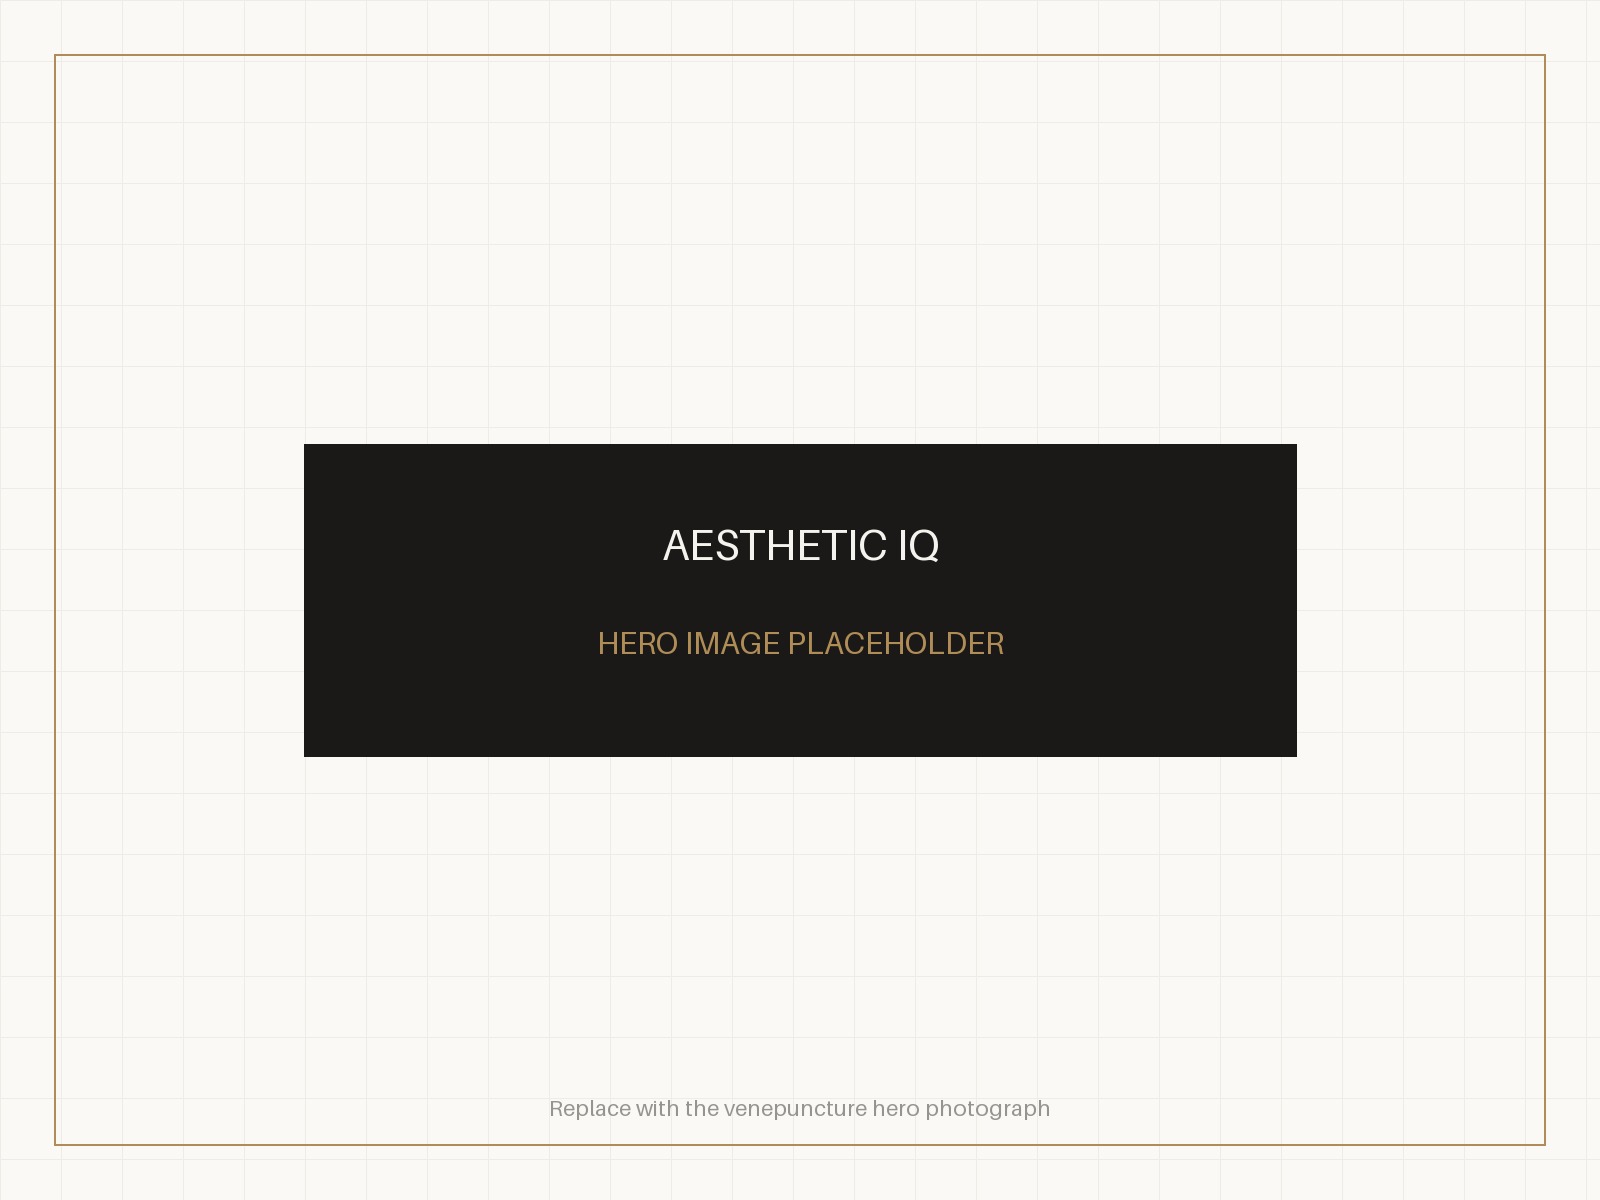 AESTHETIC IQ
HERO IMAGE PLACEHOLDER
Replace with the venepuncture hero photograph